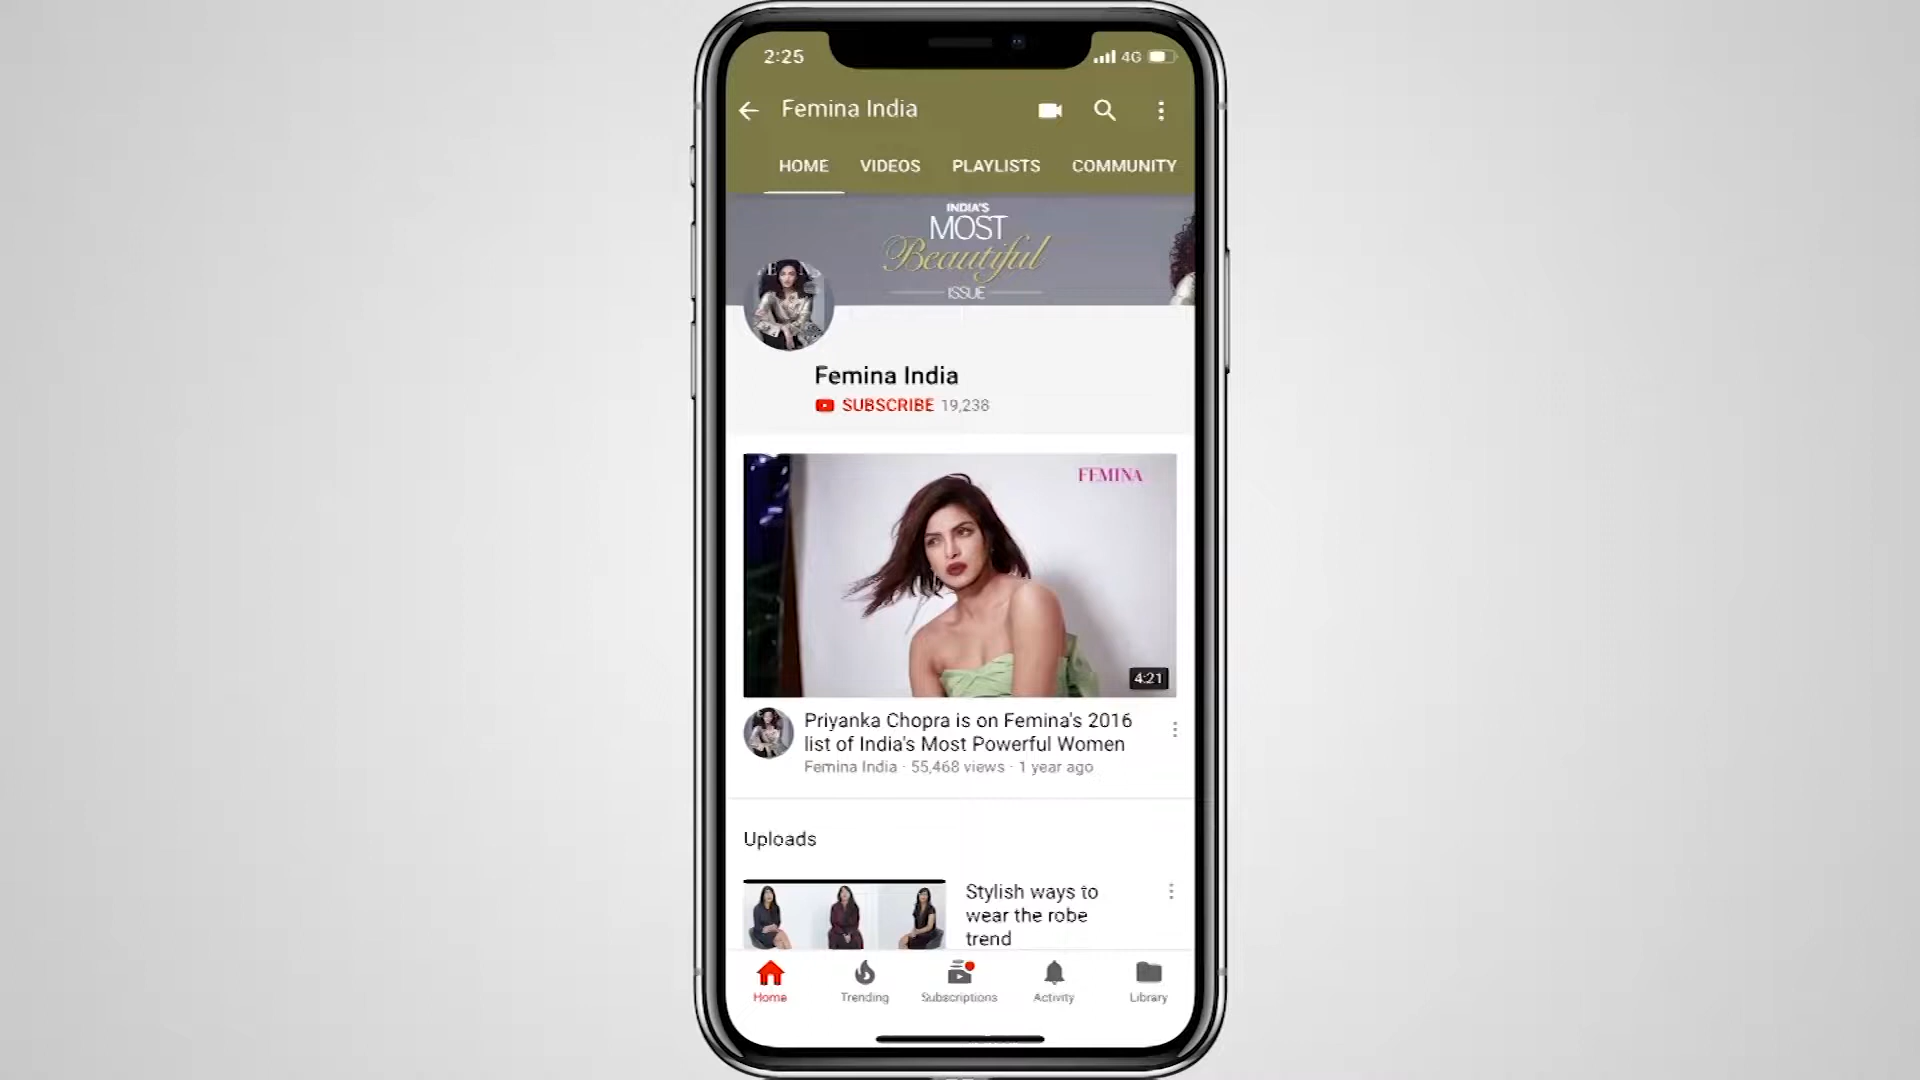 2:25
4G
Femina India
HOME VIDEOS PLAYLISTS COMMUNITY
INDIA'S
MOST
Beautiful
ISSUE
Femina India
SUBSCRIBE 19,238
FEMINA
4:21
Priyanka Chopra is on Femina's 2016
list of India's Most Powerful Women
Femina India · 55,468 views · 1 year ago
Uploads
Stylish ways to
wear the robe
trend
Home Trending Subscriptions Activity Library